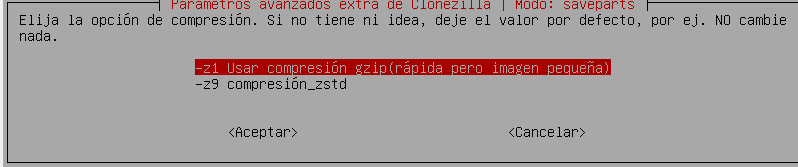 Parámetros avanzados extra de Clonezilla | Modo: saveparts
Elija la opción de compresión. Si no tiene ni idea, deje el valor por defecto, por ej. NO cambie
nada.
-z1 Usar compresión gzip(rápida pero imagen pequeña)
-z9 compresión_zstd
<Aceptar> <Cancelar>